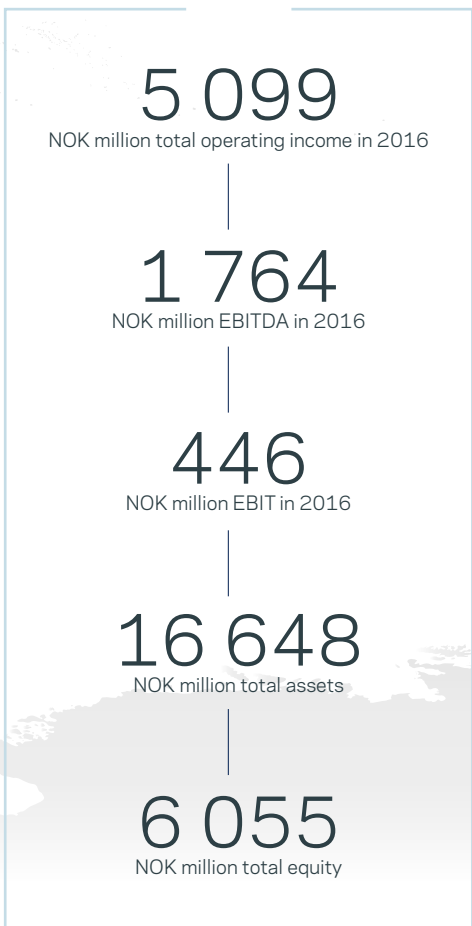 5 099
NOK million total operating income in 2016
1 764
NOK million EBITDA in 2016
446
NOK million EBIT in 2016
16 648
NOK million total assets
6 055
NOK million total equity